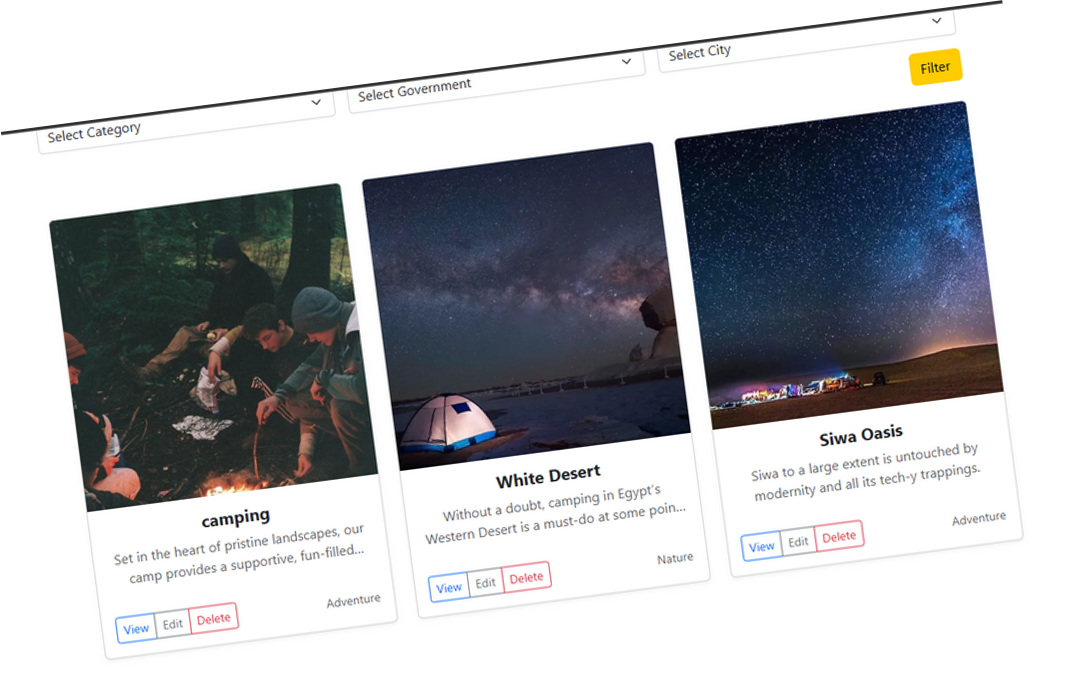 Select Category
Select Government
Select City
Filter
camping
Set in the heart of pristine landscapes, our
camp provides a supportive, fun-filled...
View Edit Delete
Adventure
White Desert
Without a doubt, camping in Egypt's
Western Desert is a must-do at some poin...
View Edit Delete
Nature
Siwa Oasis
Siwa to a large extent is untouched by
modernity and all its tech-y trappings.
View Edit Delete
Adventure